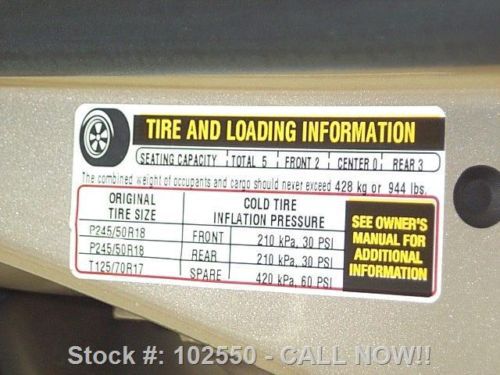 TIRE AND LOADING INFORMATION
SEATING CAPACITY TOTAL 5 FRONT 2 CENTER 0 REAR 3
The combined weight of occupants and cargo should never exceed 428 kg or 944 lbs.
ORIGINAL TIRE SIZE
COLD TIRE INFLATION PRESSURE
P245/50R18 FRONT 210 kPa, 30 PSI
P245/50R18 REAR 210 kPa, 30 PSI
T125/70R17 SPARE 420 kPa, 60 PSI
SEE OWNER'S
MANUAL FOR
ADDITIONAL
INFORMATION
Stock #: 102550 - CALL NOW!!